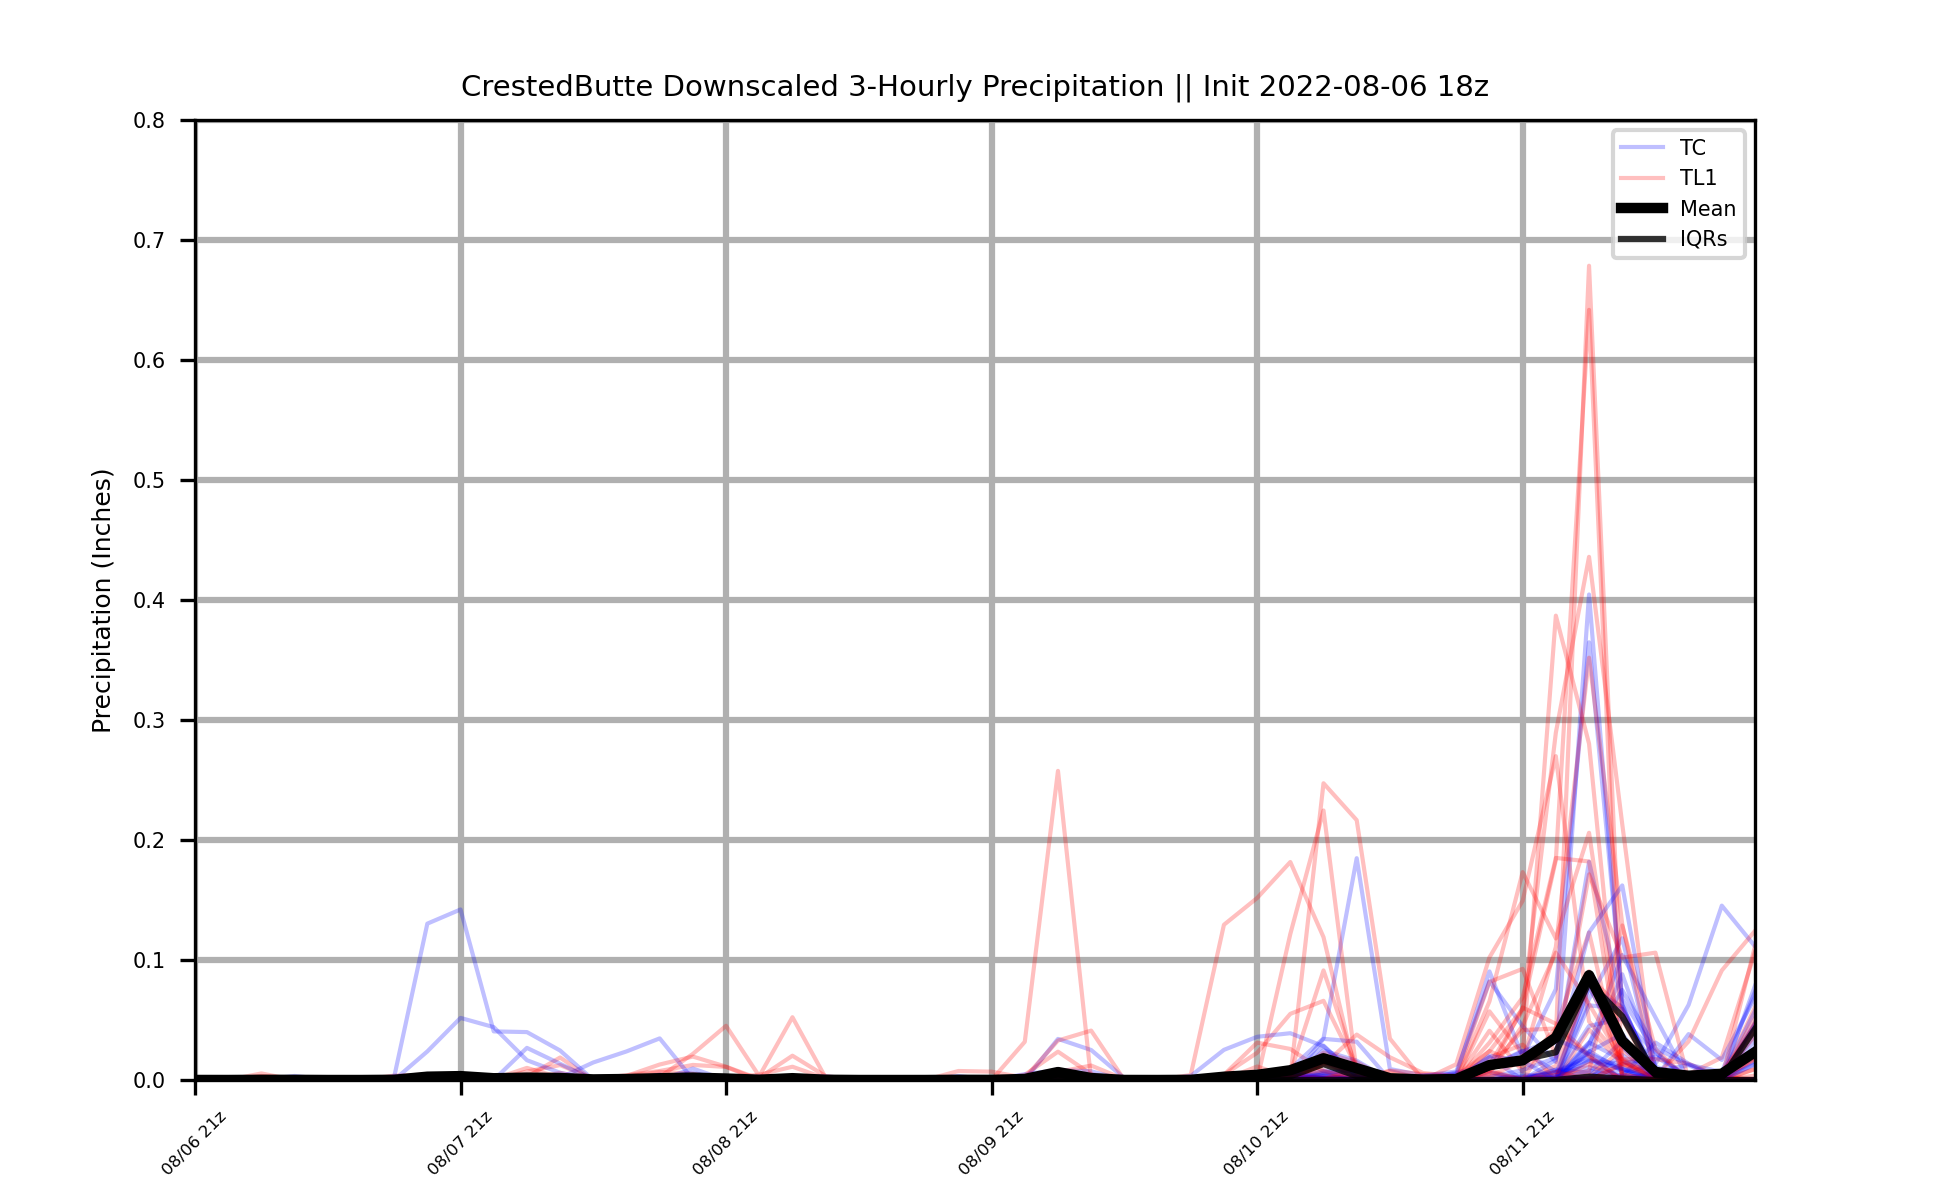 CrestedButte Downscaled 3-Hourly Precipitation || Init 2022-08-06 18z
TC
TL1
Mean
IQRs
Precipitation (Inches)
0.8
0.7
0.6
0.5
0.4
0.3
0.2
0.1
0.0
08/06 21z
08/07 21z
08/08 21z
08/09 21z
08/10 21z
08/11 21z